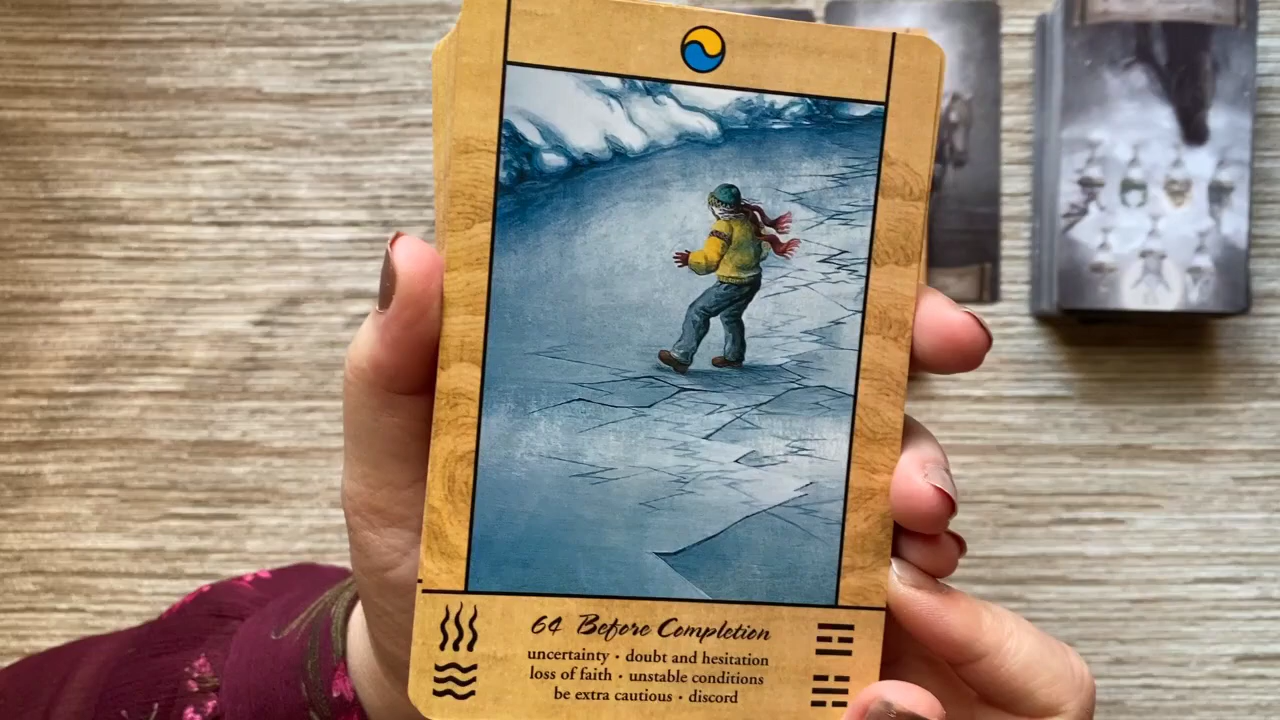 64 Before Completion
uncertainty · doubt and hesitation
loss of faith · unstable conditions
be extra cautious · discord